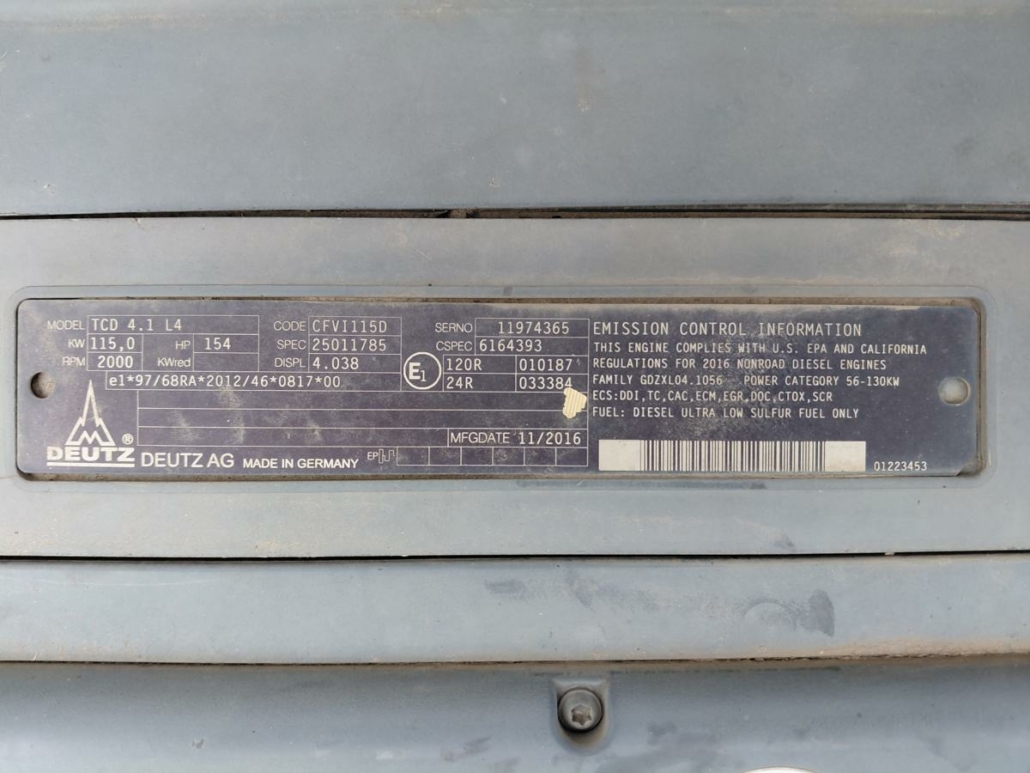 MODEL TCD 4.1 L4 CODE CFVI115D SERNO 11974365
KW 115,0 HP 154 SPEC 25011785 CSPEC 6164393
RPM 2000 KWred DISPL 4.038 E1 120R 010187
e1*97/68RA*2012/46*0817*00 24R 033384
MFGDATE 11/2016
DEUTZ ® DEUTZ AG MADE IN GERMANY EP
EMISSION CONTROL INFORMATION
THIS ENGINE COMPLIES WITH U.S. EPA AND CALIFORNIA
REGULATIONS FOR 2016 NONROAD DIESEL ENGINES
FAMILY GDZXL04.1056 POWER CATEGORY 56-130KW
ECS:DDI,TC,CAC,ECM,EGR,DOC,CTOX,SCR
FUEL: DIESEL ULTRA LOW SULFUR FUEL ONLY
01223453